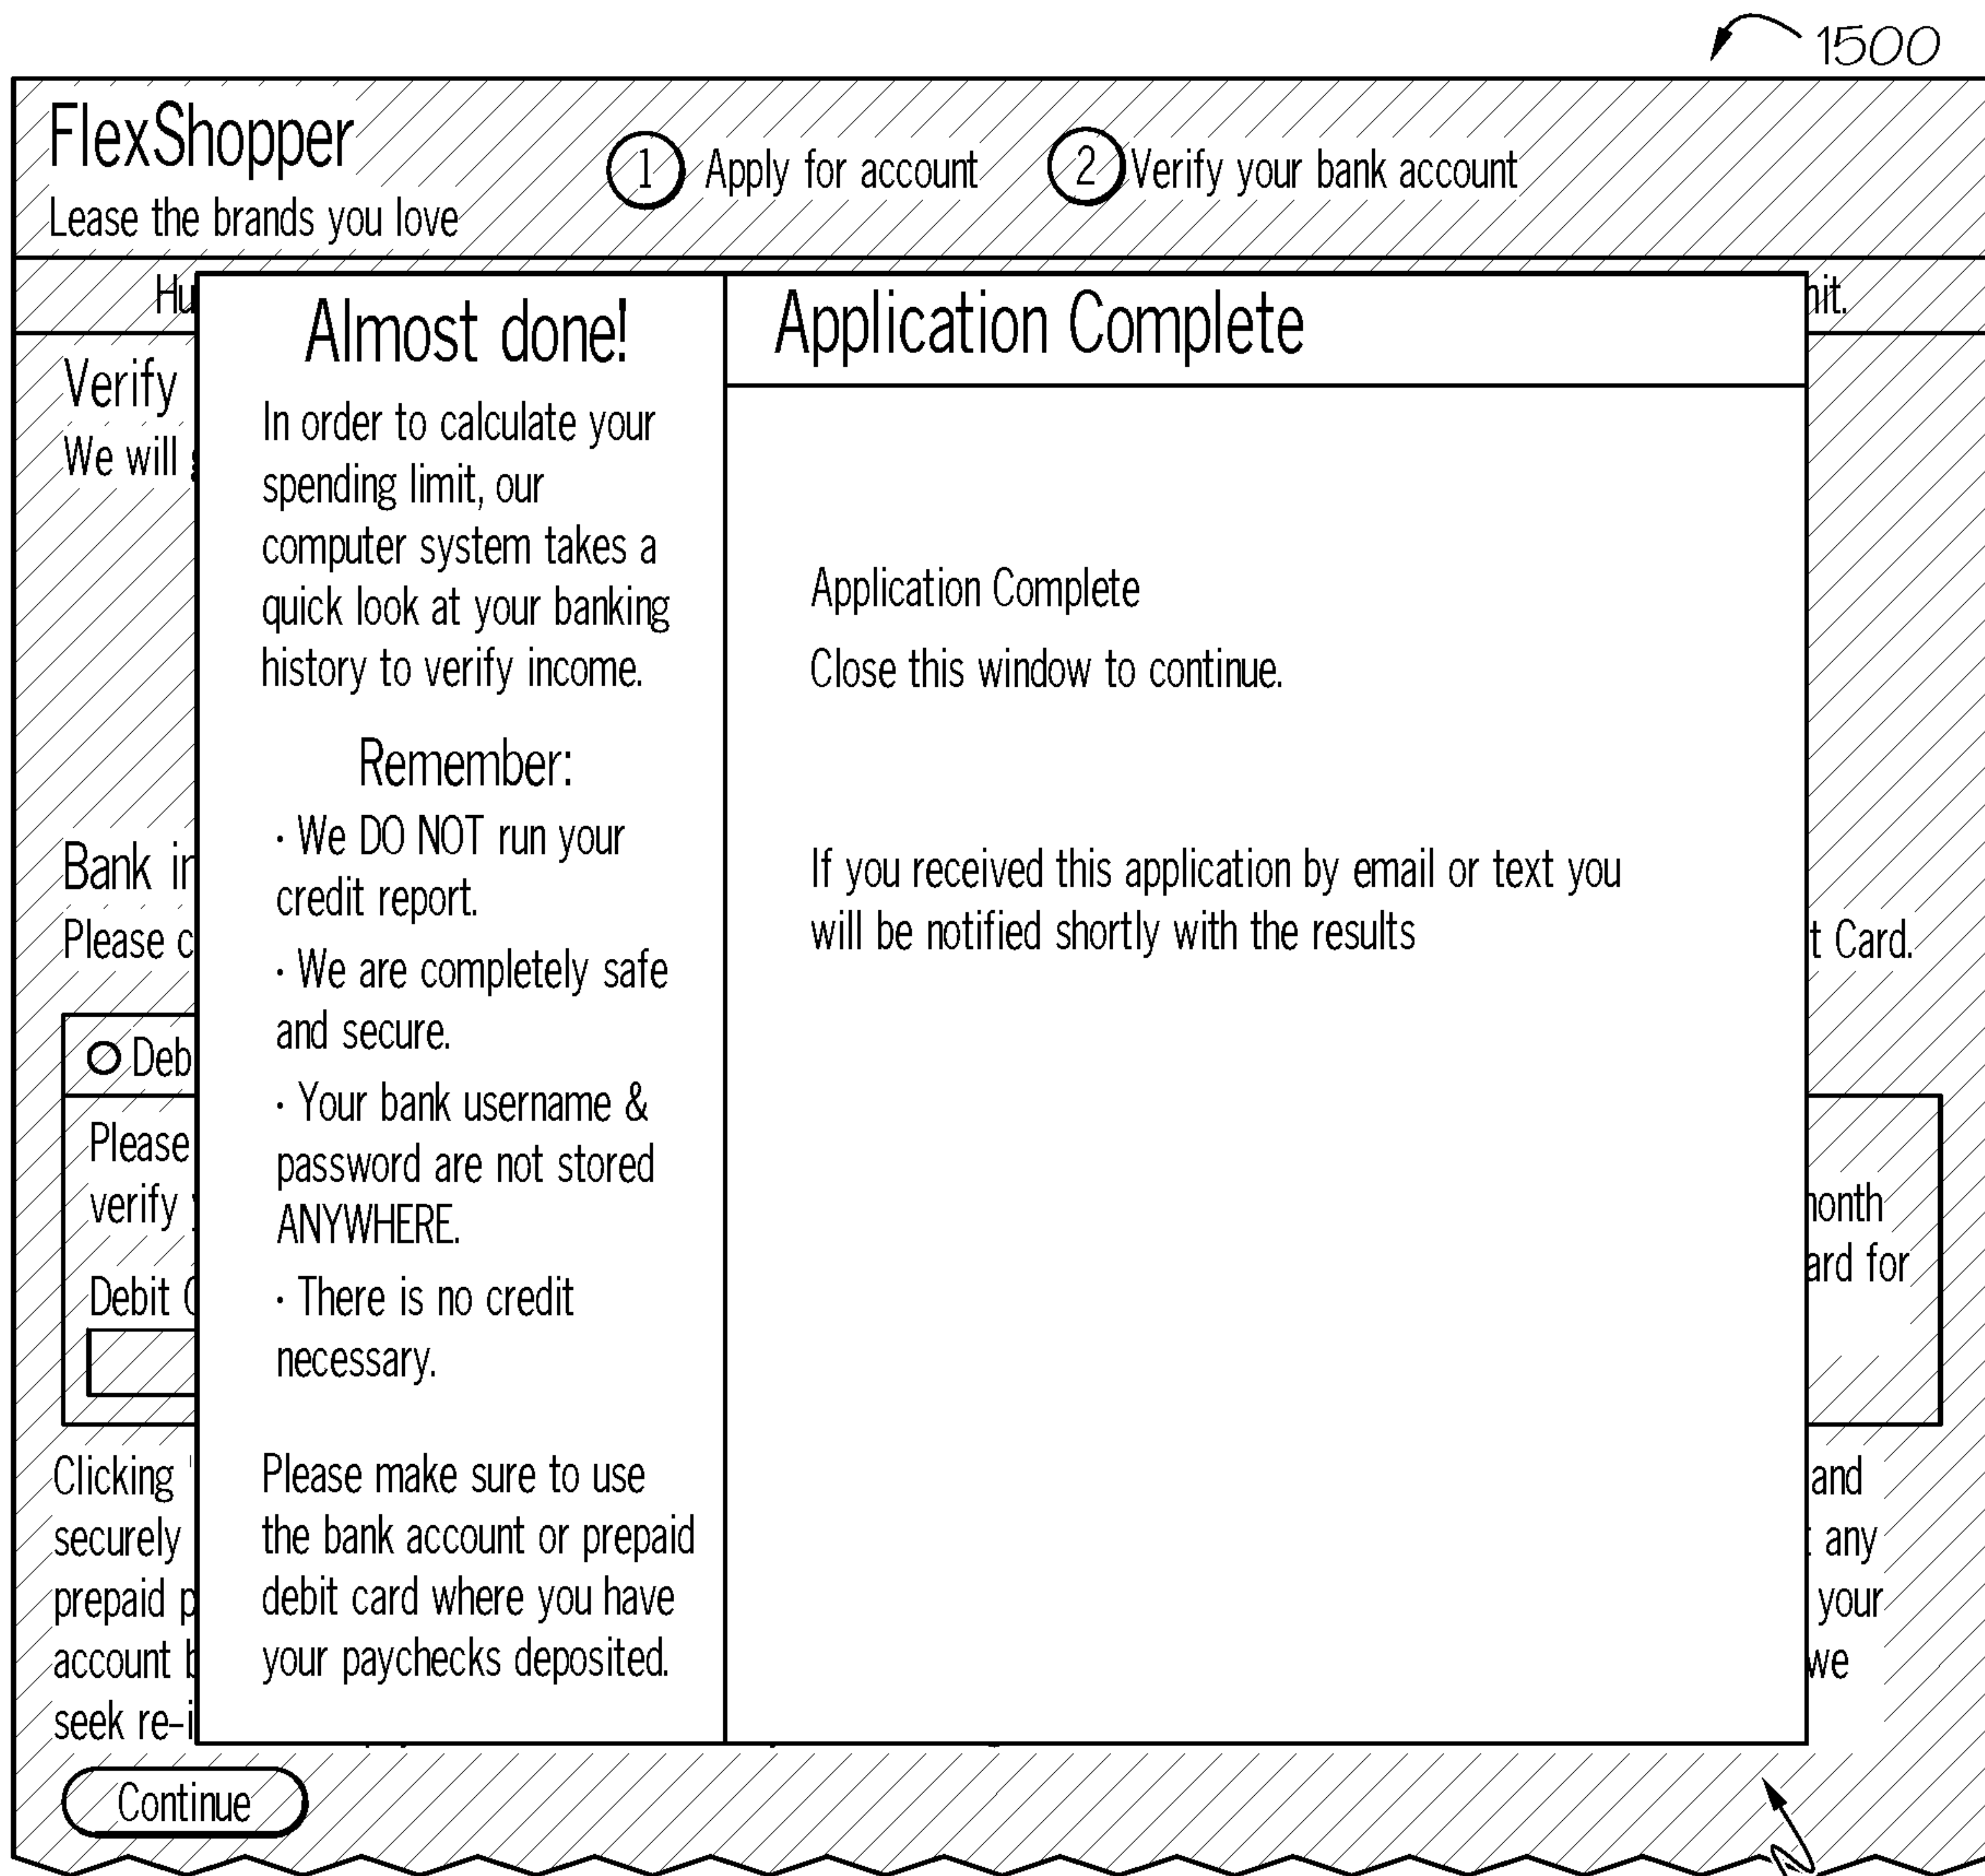 1500
FlexShopper
Lease the brands you love
1 Apply for account
2 Verify your bank account
Almost done!
In order to calculate your
spending limit, our
computer system takes a
quick look at your banking
history to verify income.
Remember:
· We DO NOT run your
credit report.
· We are completely safe
and secure.
· Your bank username &
password are not stored
ANYWHERE.
· There is no credit
necessary.
Please make sure to use
the bank account or prepaid
debit card where you have
your paychecks deposited.
Application Complete
Application Complete
Close this window to continue.
If you received this application by email or text you
will be notified shortly with the results
Verify
We will
Bank
Please
t Card.
Please
verify
Debit
ard for
Clicking
securely
prepaid
account
seek
and
any
your
we
Continue